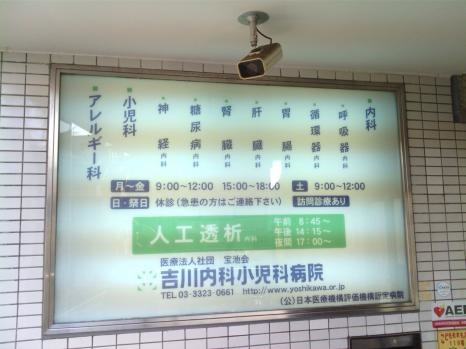 内科
呼吸器内科
循環器内科
胃腸内科
肝臓内科
腎臓内科
糖尿病内科
神経内科
小児科
アレルギー科
月～金 9:00～12:00 15:00～18:00 土 9:00～12:00
日・祭日 休診(急患の方はご連絡下さい) 訪問診療あり
人工透析内科
午前 8:45～
午後 14:15～
夜間 17:00～
医療法人社団 宝池会
吉川内科小児科病院
TEL 03-3323-0661 http://www.yoshikawa.or.jp
(公)日本医療機能評価機構認定病院
AED